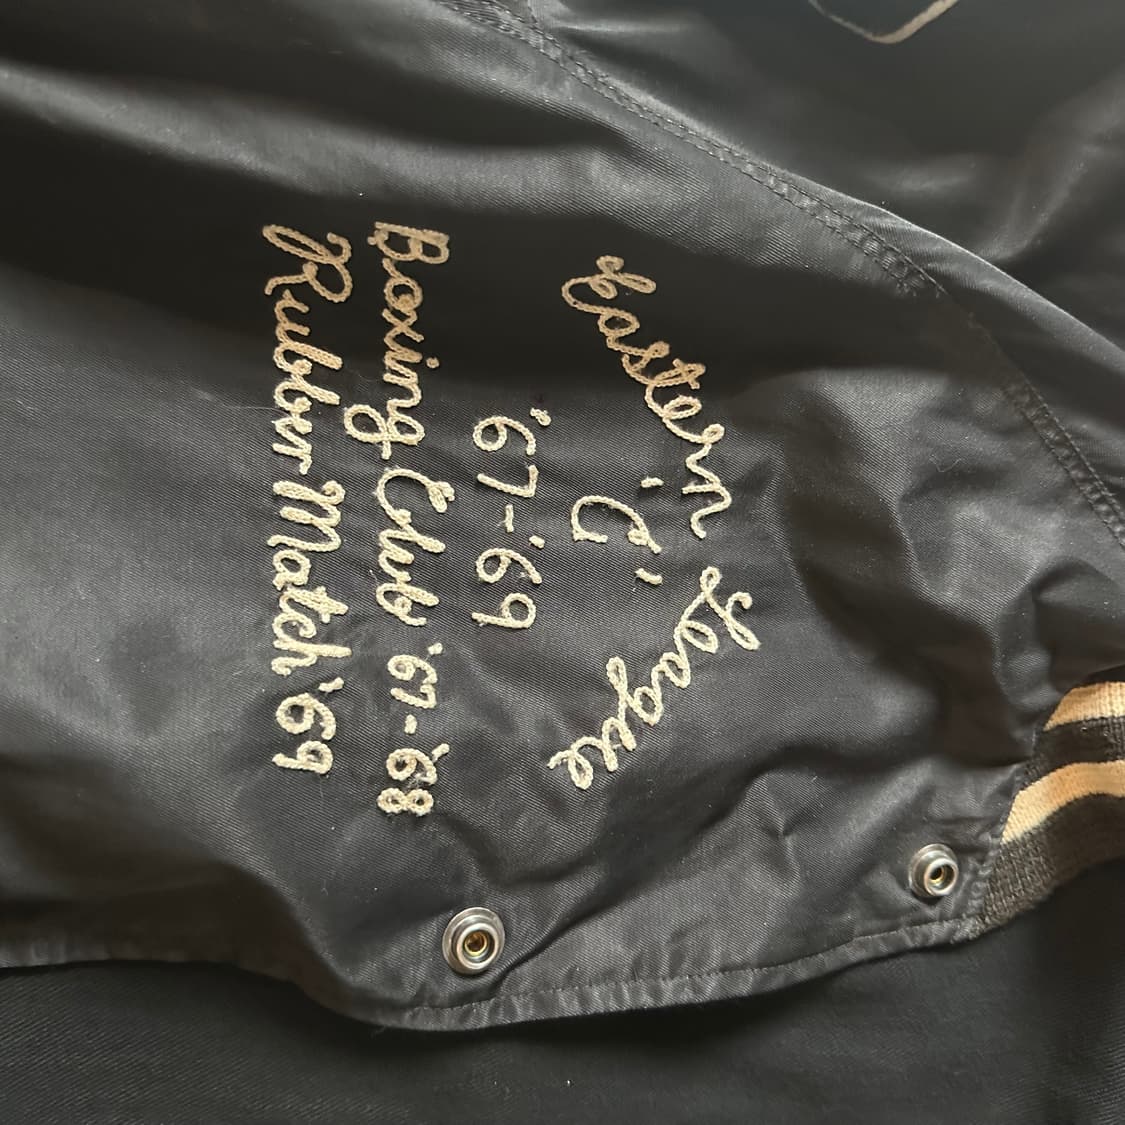 Eastern League
'C'
'67-'69
Boxing Club '67-'68
Rubber Match '69